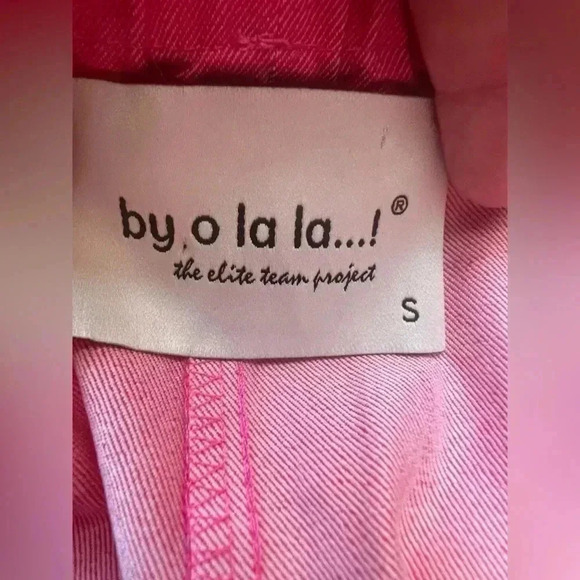 by o la la...! ®
the elite team project
S